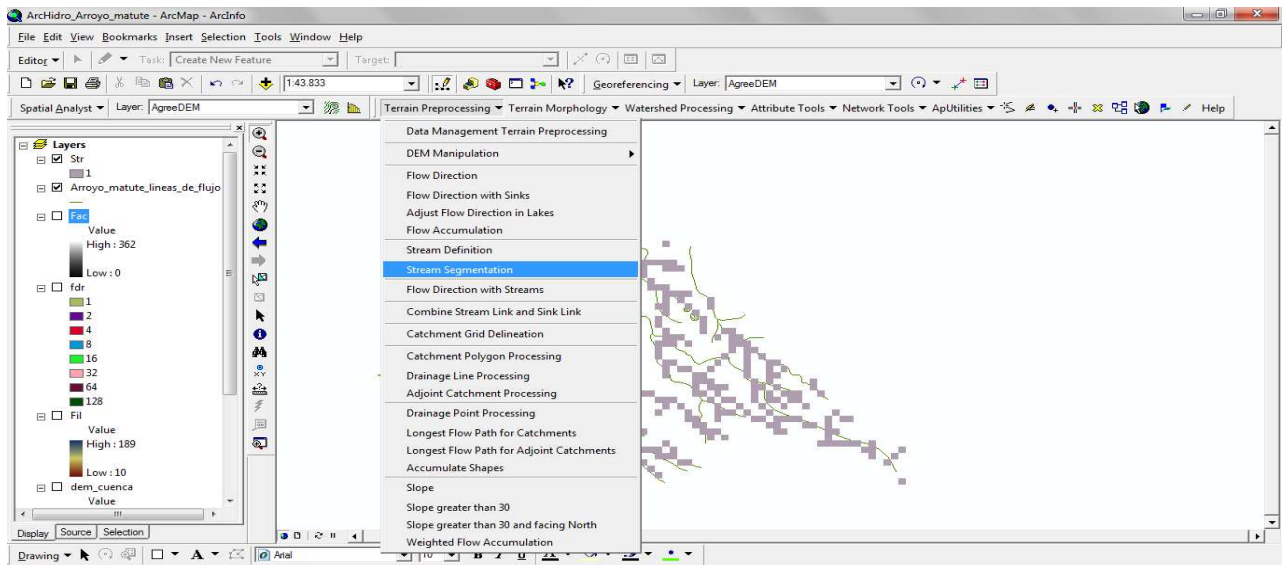 ArcHidro_Arroyo_matute - ArcMap - ArcInfo
File Edit View Bookmarks Insert Selection Tools Window Help
Editor Task: Create New Feature Target:
1:43.833 Georeferencing Layer: AgreeDEM
Spatial Analyst Layer: AgreeDEM Terrain Preprocessing Terrain Morphology Watershed Processing Attribute Tools Network Tools ApUtilities Help
Layers
Str
1
Arroyo_matute_lineas_de_flujo
Fac
Value
High : 362
Low : 0
fdr
1
2
4
8
16
32
64
128
Fil
Value
High : 189
Low : 10
dem_cuenca
Value
Display Source Selection
Data Management Terrain Preprocessing
DEM Manipulation
Flow Direction
Flow Direction with Sinks
Adjust Flow Direction in Lakes
Flow Accumulation
Stream Definition
Stream Segmentation
Flow Direction with Streams
Combine Stream Link and Sink Link
Catchment Grid Delineation
Catchment Polygon Processing
Drainage Line Processing
Adjoint Catchment Processing
Drainage Point Processing
Longest Flow Path for Catchments
Longest Flow Path for Adjoint Catchments
Accumulate Shapes
Slope
Slope greater than 30
Slope greater than 30 and facing North
Weighted Flow Accumulation
Drawing A Arial 10 B I U A